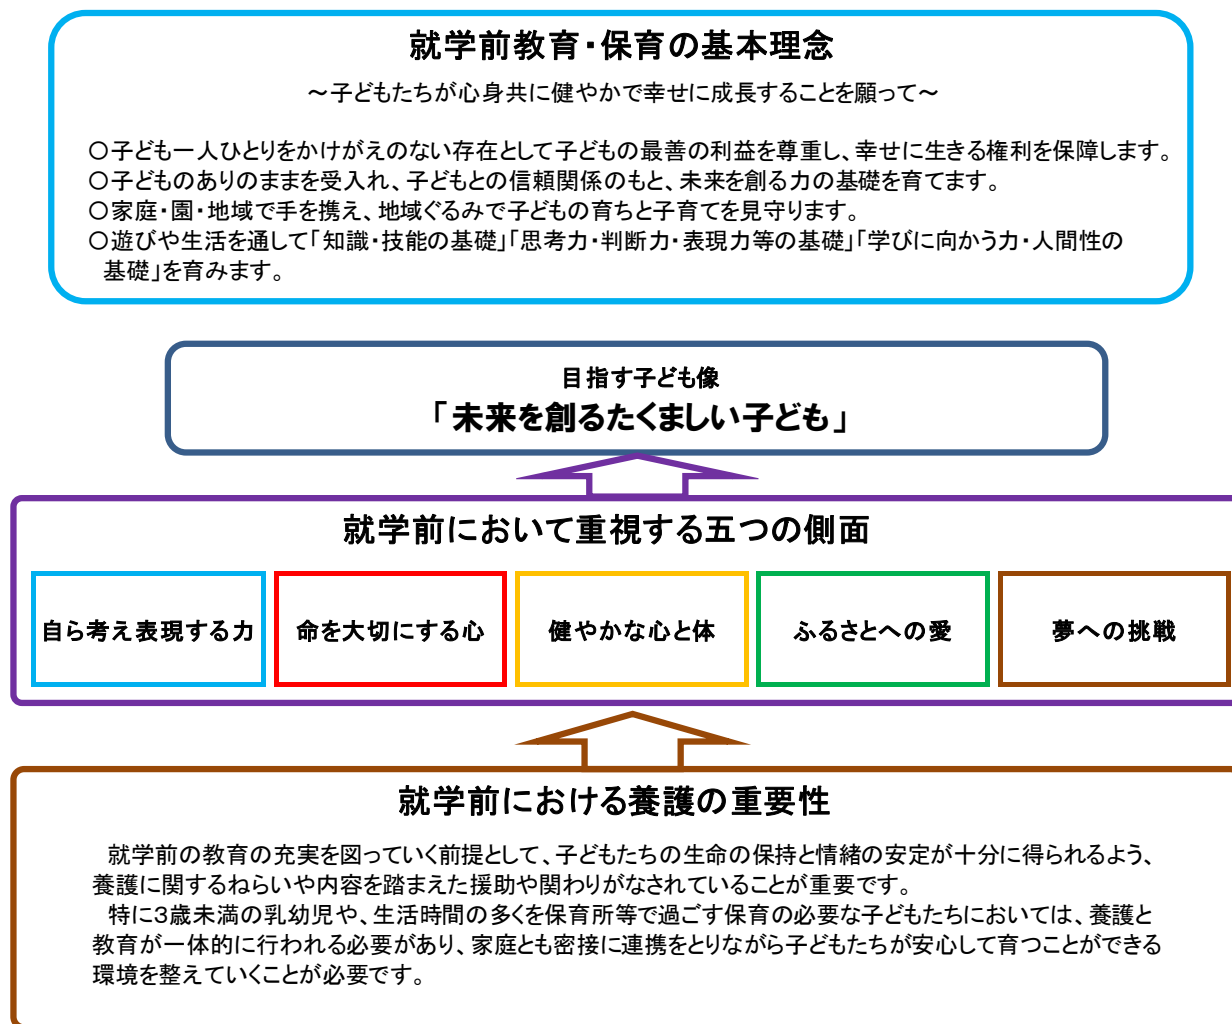 就学前教育・保育の基本理念
～子どもたちが心身共に健やかで幸せに成長することを願って～
○子ども一人ひとりをかけがえのない存在として子どもの最善の利益を尊重し、幸せに生きる権利を保障します。
○子どものありのままを受入れ、子どもとの信頼関係のもと、未来を創る力の基礎を育てます。
○家庭・園・地域で手を携え、地域ぐるみで子どもの育ちと子育てを見守ります。
○遊びや生活を通して「知識・技能の基礎」「思考力・判断力・表現力等の基礎」「学びに向かう力・人間性の
基礎」を育みます。
目指す子ども像
「未来を創るたくましい子ども」
就学前において重視する五つの側面
自ら考え表現する力
命を大切にする心
健やかな心と体
ふるさとへの愛
夢への挑戦
就学前における養護の重要性
就学前の教育の充実を図っていく前提として、子どもたちの生命の保持と情緒の安定が十分に得られるよう、
養護に関するねらいや内容を踏まえた援助や関わりがなされていることが重要です。
特に3歳未満の乳幼児や、生活時間の多くを保育所等で過ごす保育の必要な子どもたちにおいては、養護と
教育が一体的に行われる必要があり、家庭とも密接に連携をとりながら子どもたちが安心して育つことができる
環境を整えていくことが必要です。